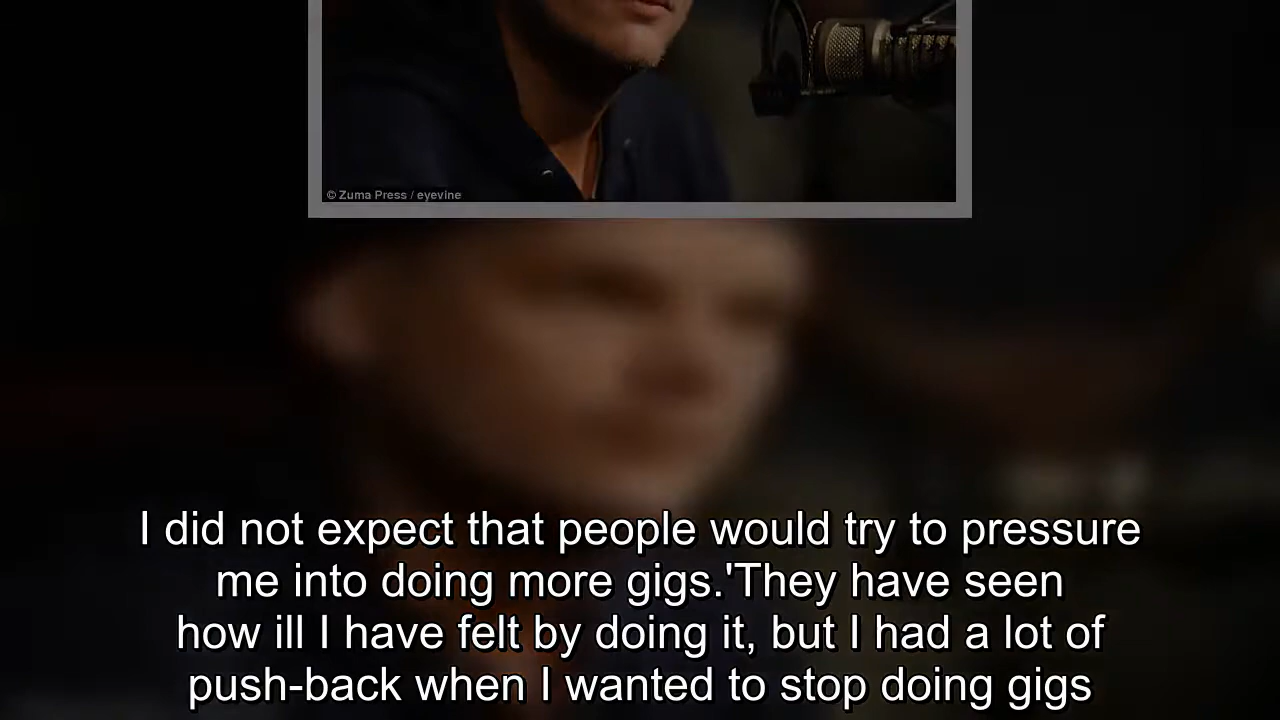 © Zuma Press / eyevine
I did not expect that people would try to pressure
me into doing more gigs.'They have seen
how ill I have felt by doing it, but I had a lot of
push-back when I wanted to stop doing gigs